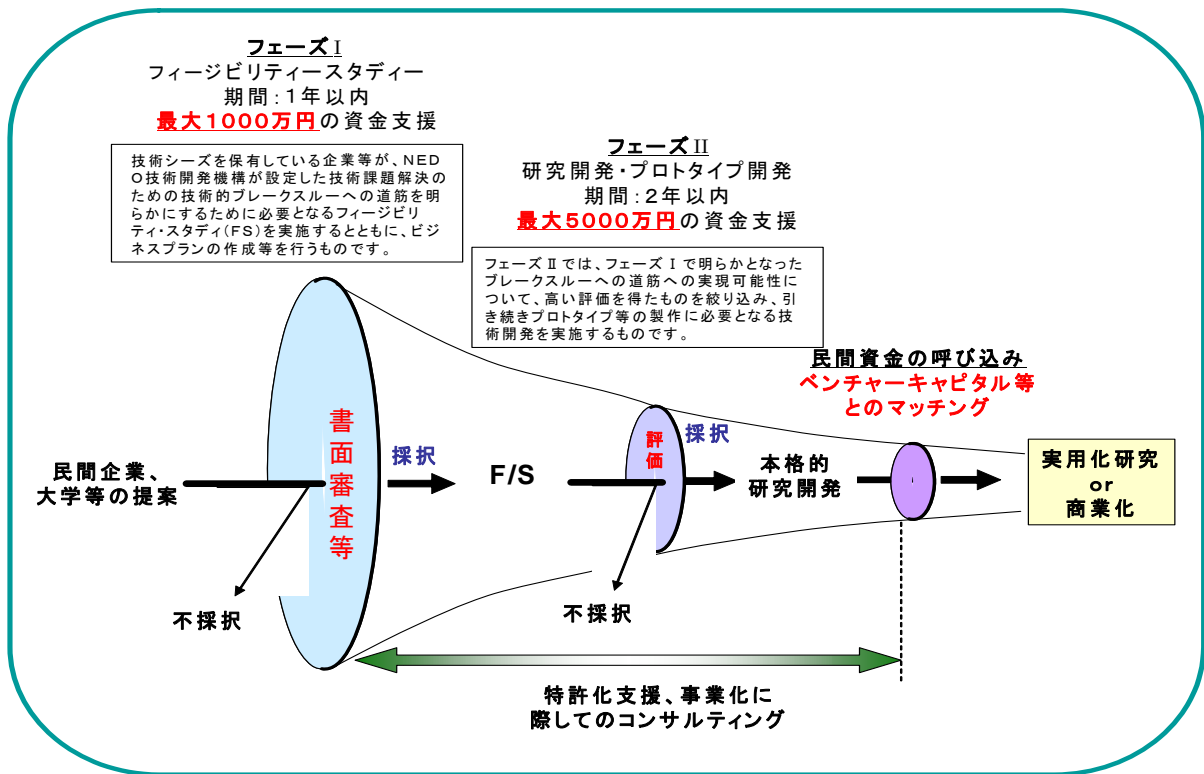 フェーズⅠ
フィージビリティースタディー
期間:1年以内
最大1000万円の資金支援
技術シーズを保有している企業等が、NED
O技術開発機構が設定した技術課題解決の
ための技術的ブレークスルーへの道筋を明
らかにするために必要となるフィージビリ
ティ・スタディ(FS)を実施するとともに、ビジ
ネスプランの作成等を行うものです。
フェーズⅡ
研究開発・プロトタイプ開発
期間:2年以内
最大5000万円の資金支援
フェーズⅡでは、フェーズⅠで明らかとなった
ブレークスルーへの道筋への実現可能性に
ついて、高い評価を得たものを絞り込み、引
き続きプロトタイプ等の製作に必要となる技
術開発を実施するものです。
民間資金の呼び込み
ベンチャーキャピタル等
とのマッチング
民間企業、
大学等の提案
書面審査等
採択
F/S
評価
採択
本格的
研究開発
実用化研究
or
商業化
不採択
不採択
特許化支援、事業化に
際してのコンサルティング